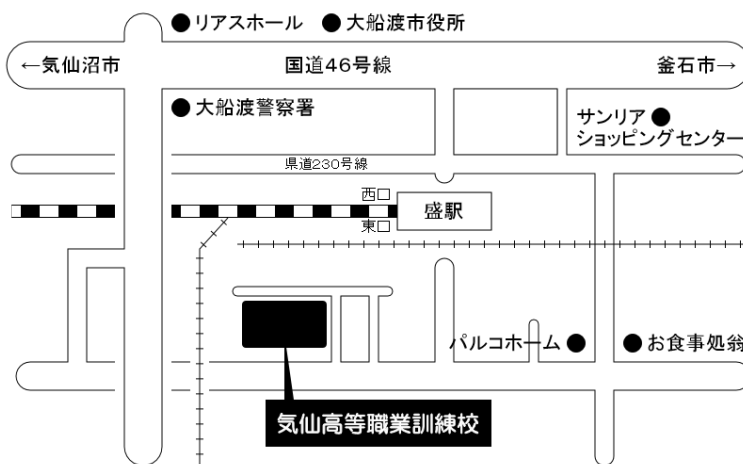 ●リアスホール ●大船渡市役所
←気仙沼市 国道46号線 釜石市→
●大船渡警察署
サンリア●
ショッピングセンター
県道230号線
西口
盛駅
東口
パルコホーム● ●お食事処翁
気仙高等職業訓練校